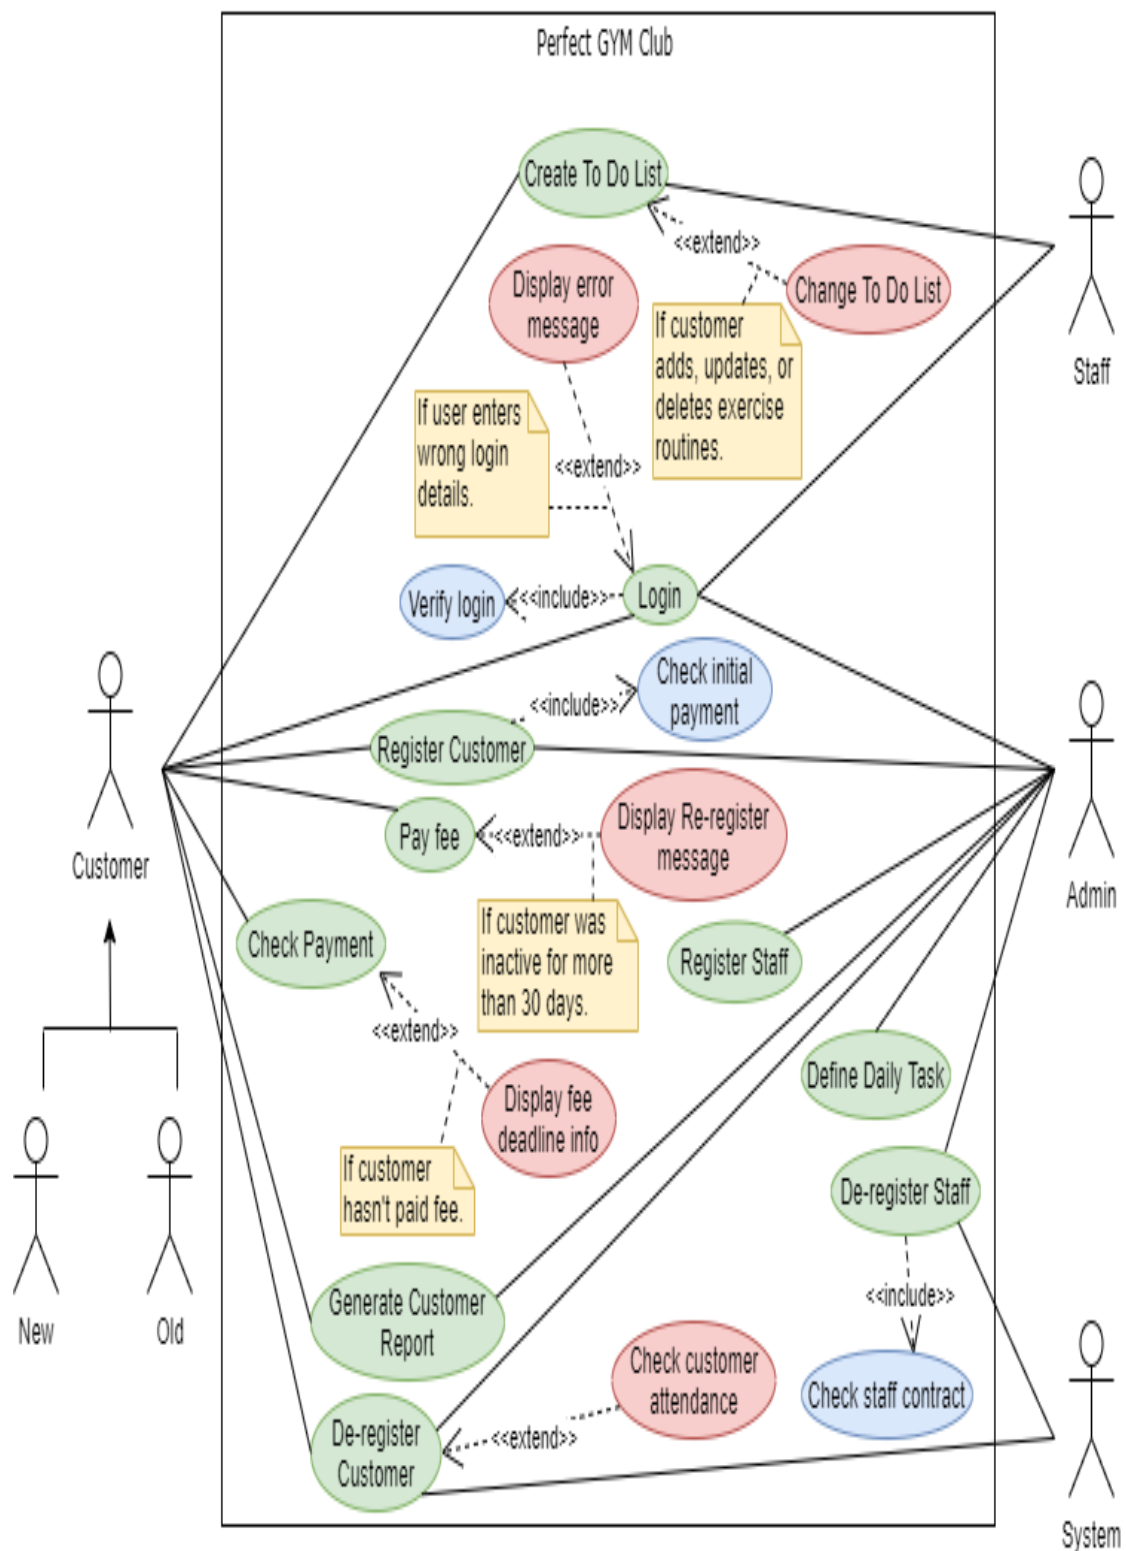 Perfect GYM Club
Create To Do List
<<extend>>
Display error
message
Change To Do List
If customer
adds, updates, or
deletes exercise
routines.
Staff
If user enters
wrong login
details.
<<extend>>
Verify login
<<include>>
Login
Check initial
payment
<<include>>
Register Customer
Customer
Pay fee
<<extend>>
Display Re-register
message
Admin
Check Payment
If customer was
inactive for more
than 30 days.
Register Staff
<<extend>>
Define Daily Task
Display fee
deadline info
If customer
hasn't paid fee.
De-register Staff
<<include>>
New
Old
Generate Customer
Report
Check customer
attendance
Check staff contract
De-register
Customer
<<extend>>
System